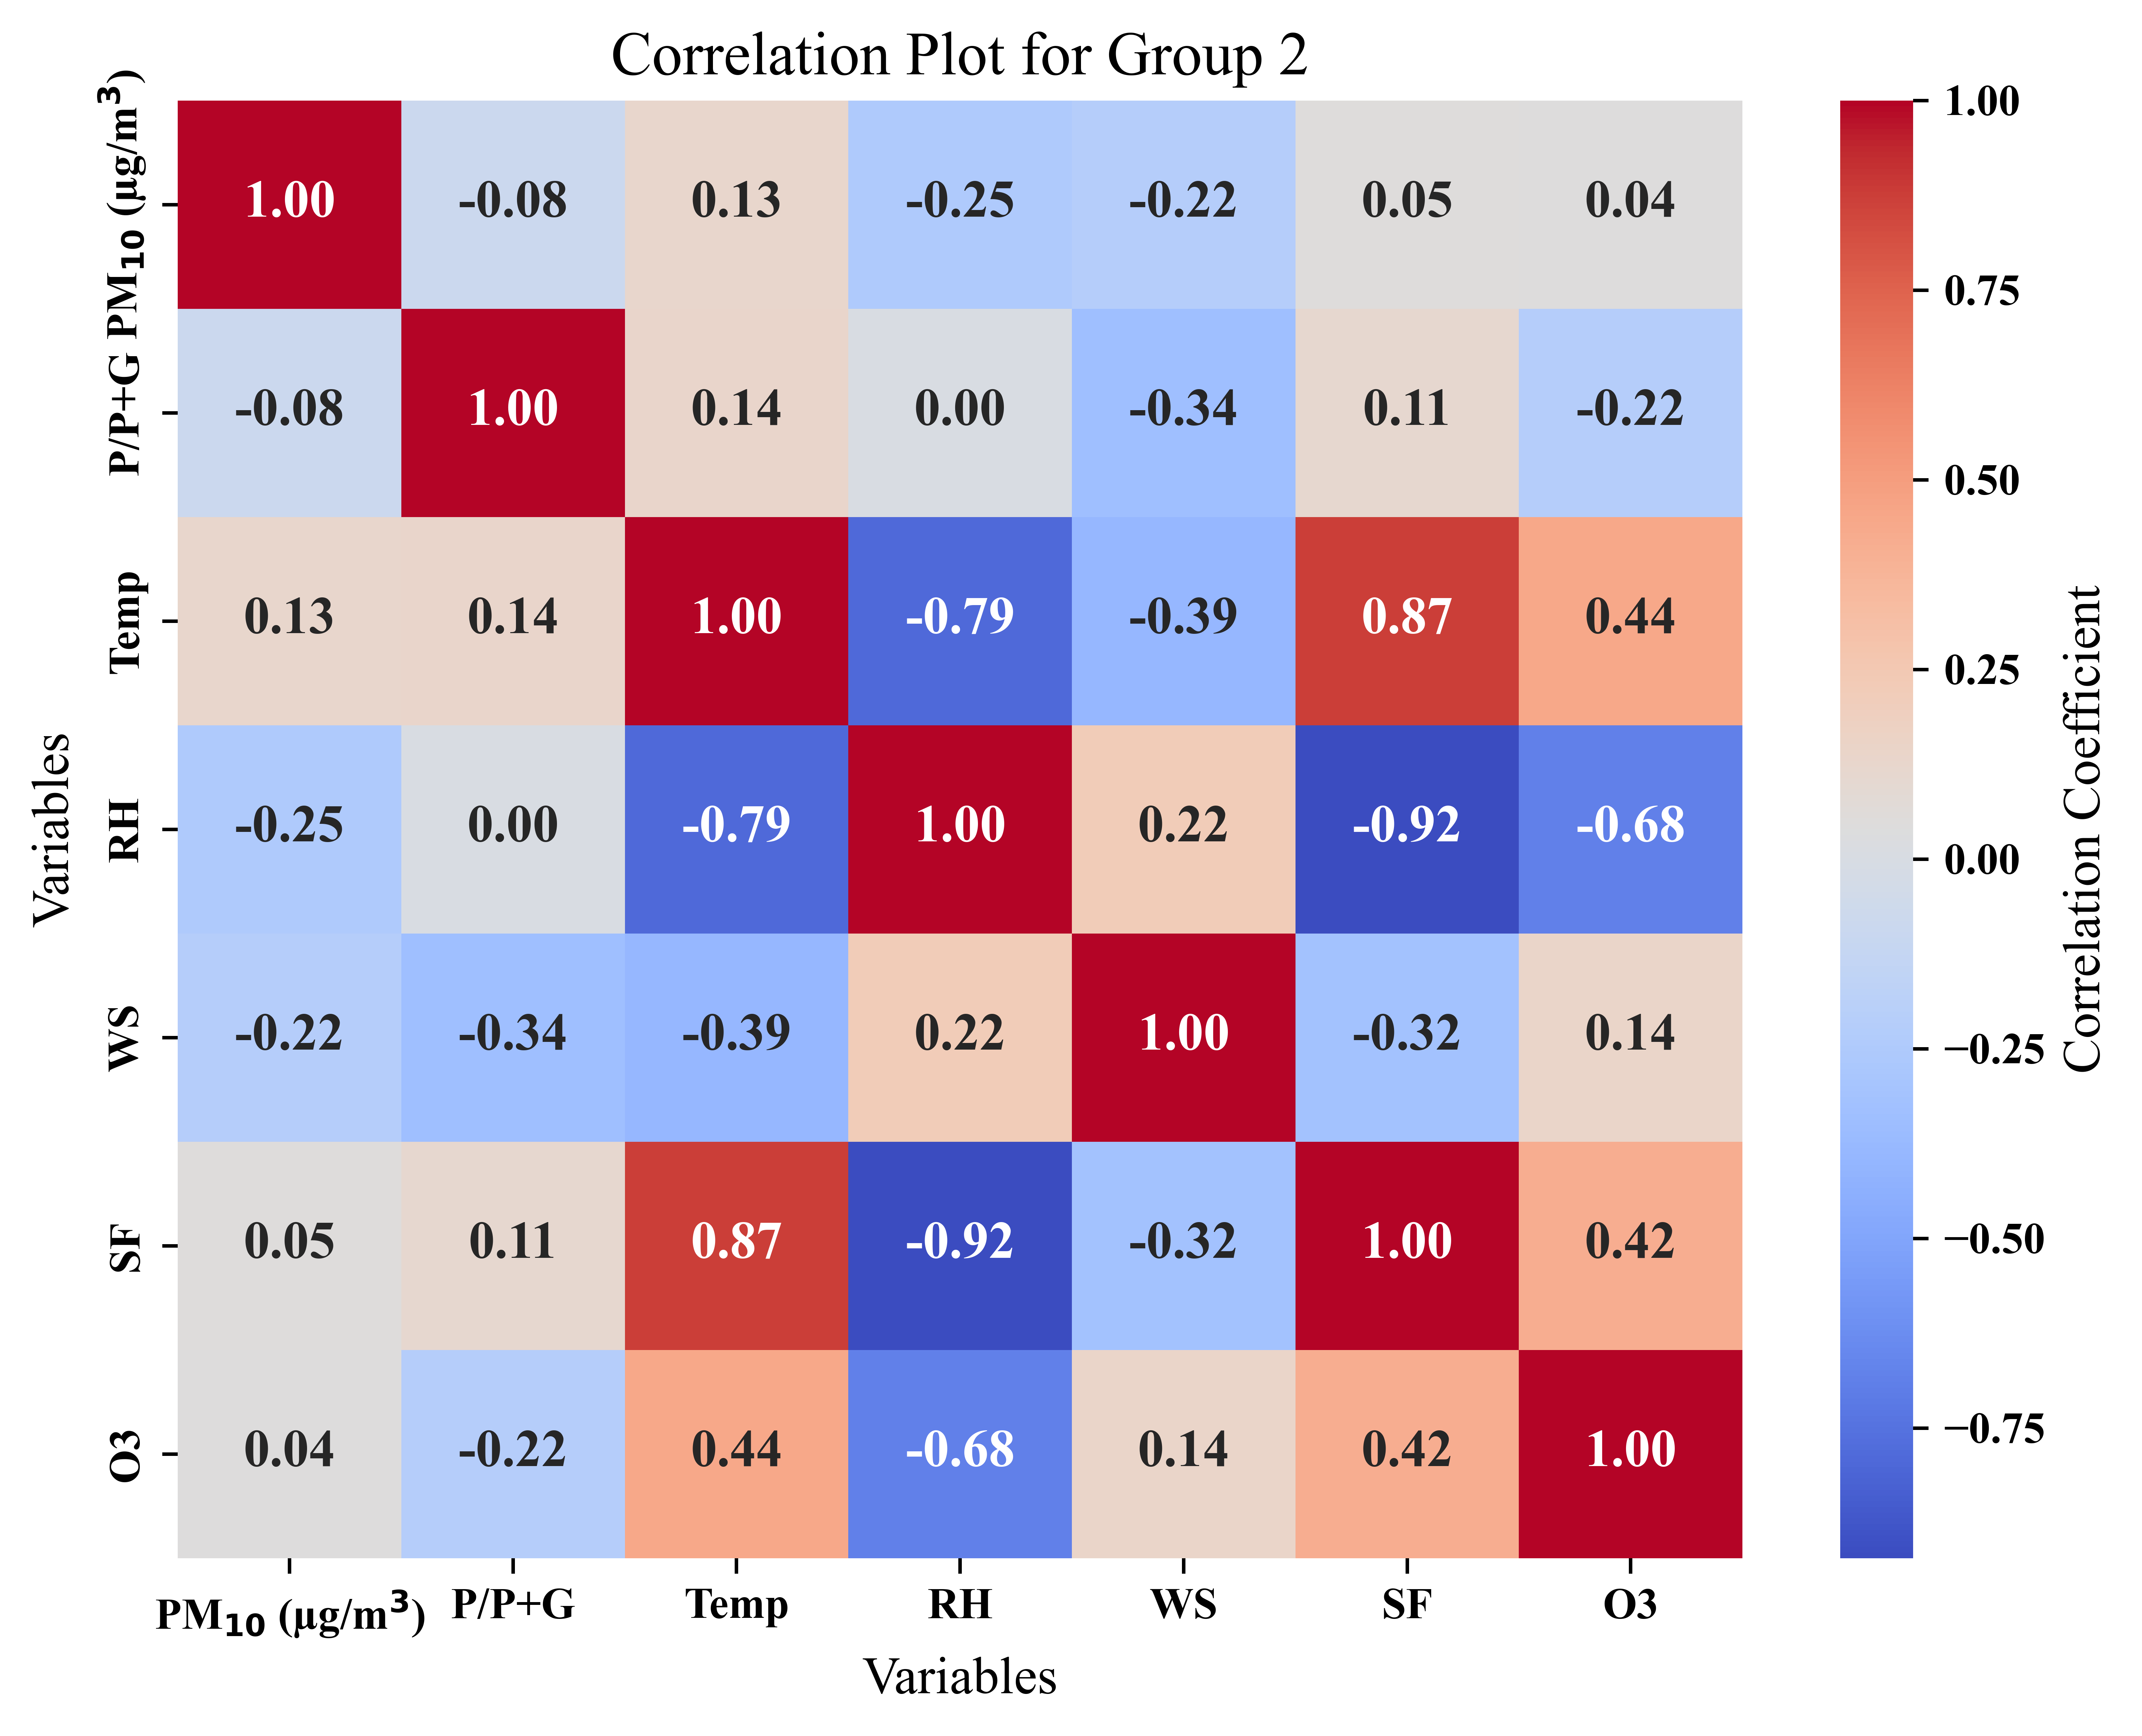 Correlation Plot for Group 2
PM₁₀ (µg/m³) 1.00 -0.08 0.13 -0.25 -0.22 0.05 0.04
P/P+G -0.08 1.00 0.14 0.00 -0.34 0.11 -0.22
Temp 0.13 0.14 1.00 -0.79 -0.39 0.87 0.44
RH -0.25 0.00 -0.79 1.00 0.22 -0.92 -0.68
WS -0.22 -0.34 -0.39 0.22 1.00 -0.32 0.14
SF 0.05 0.11 0.87 -0.92 -0.32 1.00 0.42
O3 0.04 -0.22 0.44 -0.68 0.14 0.42 1.00
PM₁₀ (µg/m³) P/P+G Temp RH WS SF O3
Variables
Variables
1.00
0.75
0.50
0.25
0.00
−0.25
−0.50
−0.75
Correlation Coefficient